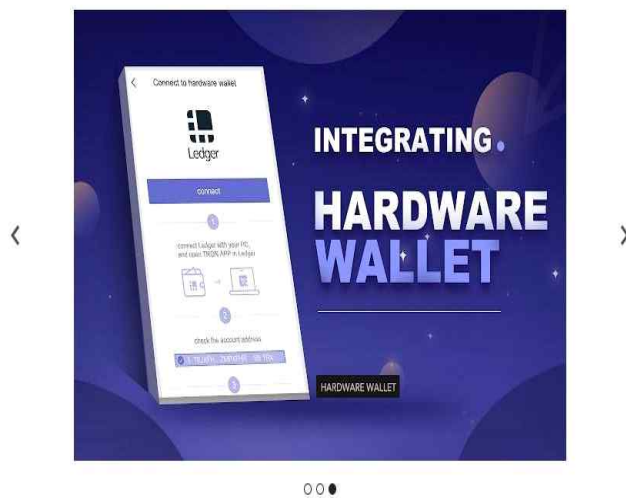 Connect to hardware wallet
Ledger
connect
1
connect Ledger with your PC,
and open TRON APP in Ledger
2
check the account address
3
INTEGRATING
HARDWARE
WALLET
HARDWARE WALLET